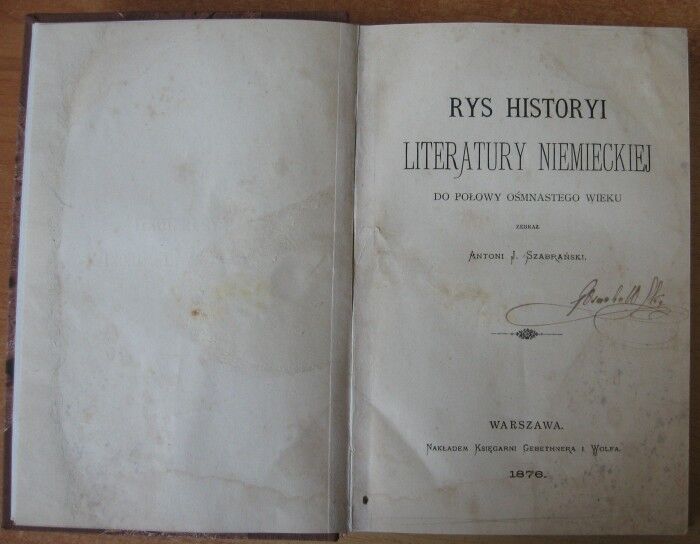 RYS HISTORYI
LITERATURY NIEMIECKIEJ
DO POŁOWY OŚMNASTEGO WIEKU
ZEBRAŁ
ANTONI J. SZABRAŃSKI.
WARSZAWA.
NAKŁADEM KSIĘGARNI GEBETHNERA I WOLFA.
1876.